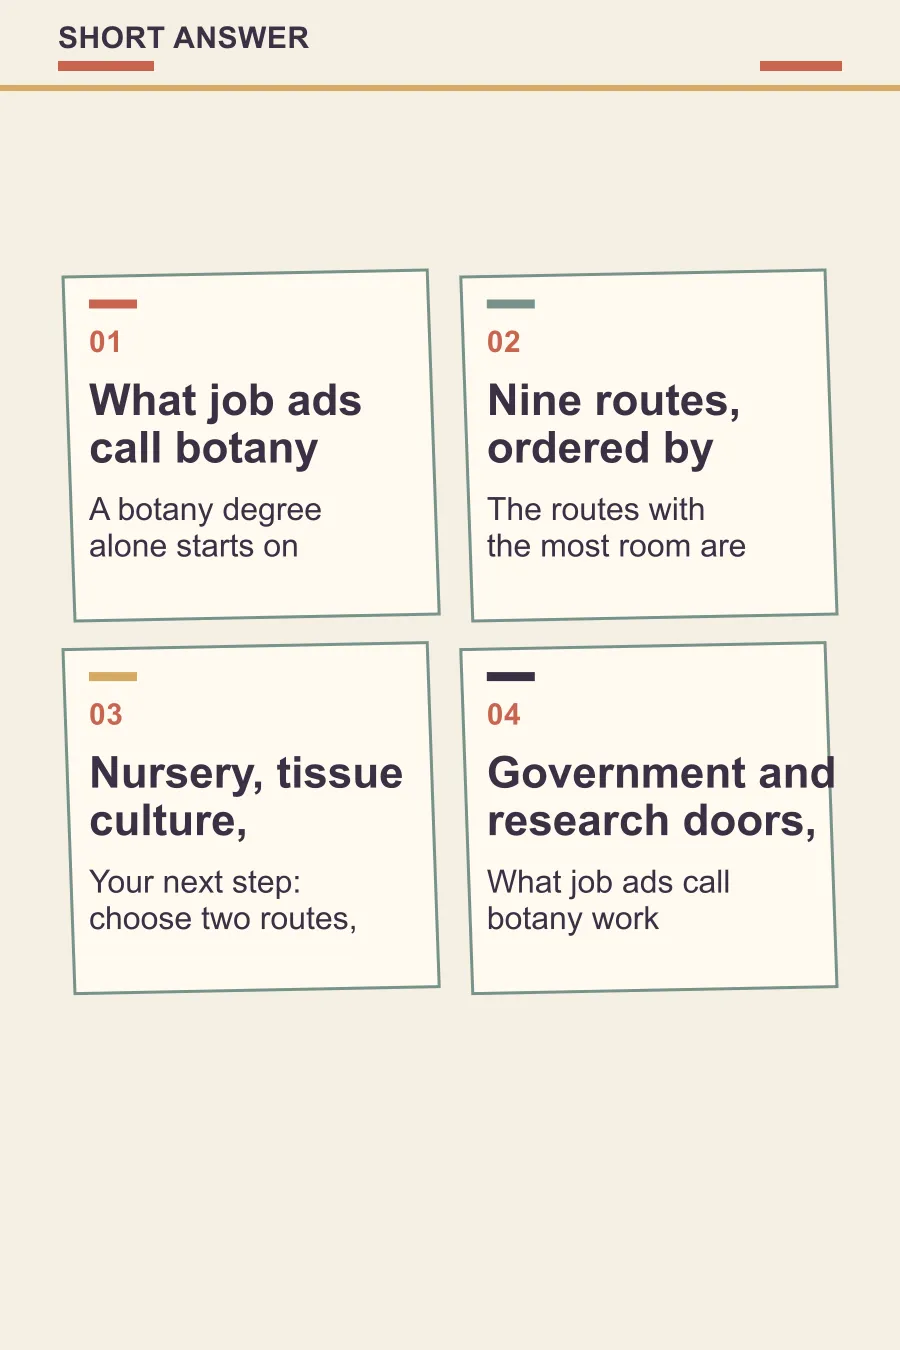 SHORT ANSWER
01
What job ads
call botany
A botany degree
alone starts on
02
Nine routes,
ordered by
The routes with
the most room are
03
Nursery, tissue
culture,
Your next step:
choose two routes,
04
Government and
research doors,
What job ads call
botany work